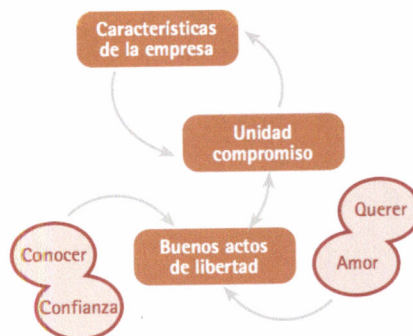 Características
de la empresa
Unidad
compromiso
Querer
Amor
Buenos actos
de libertad
Conocer
Confianza